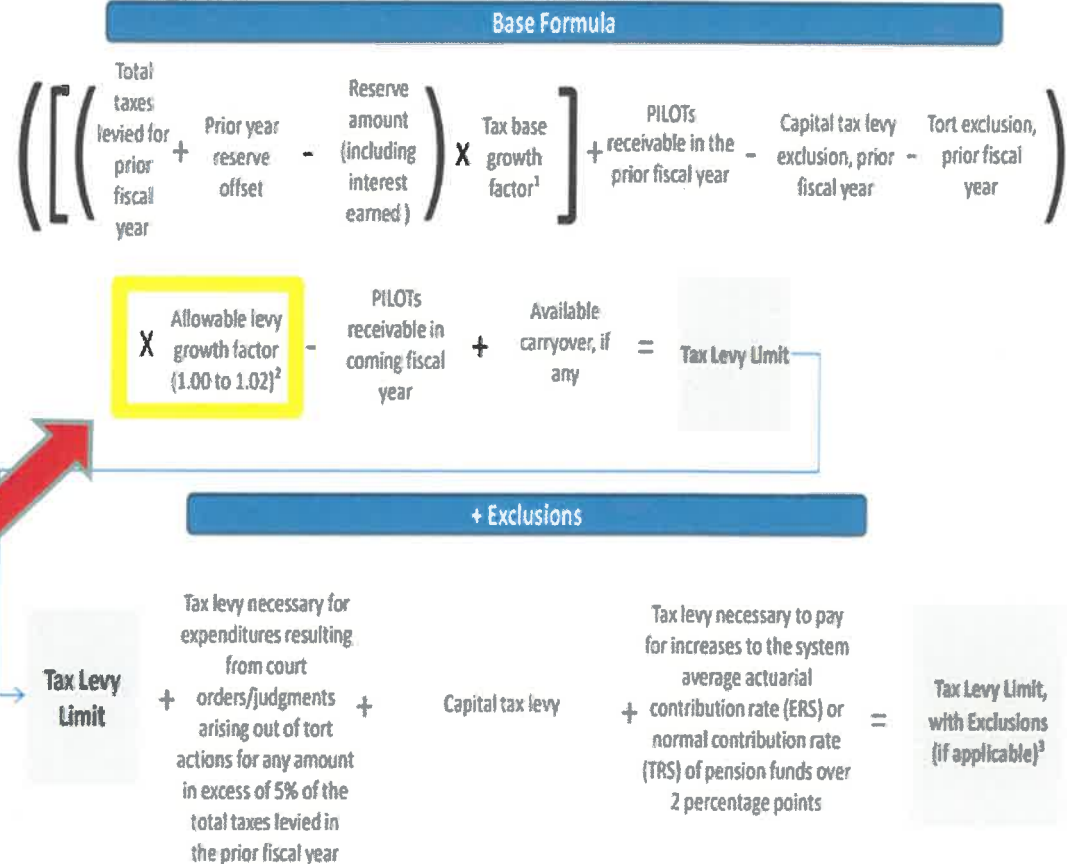 Base Formula
( [ ( Total
taxes
levied for
prior
fiscal
year
+
Prior year
reserve
offset
-
Reserve
amount
(including
interest
earned )
)
X
Tax base
growth
factor¹
]
+
PILOTs
receivable in the
prior fiscal year
-
Capital tax levy
exclusion, prior
fiscal year
-
Tort exclusion,
prior fiscal
year
)
X
Allowable levy
growth factor
(1.00 to 1.02)²
-
PILOTs
receivable in
coming fiscal
year
+
Available
carryover, if
any
=
Tax Levy Limit
+ Exclusions
Tax Levy
Limit
+
Tax levy necessary for
expenditures resulting
from court
orders/judgments
arising out of tort
actions for any amount
in excess of 5% of the
total taxes levied in
the prior fiscal year
+
Capital tax levy
+
Tax levy necessary to pay
for increases to the system
average actuarial
contribution rate (ERS) or
normal contribution rate
(TRS) of pension funds over
2 percentage points
=
Tax Levy Limit,
with Exclusions
(if applicable)³